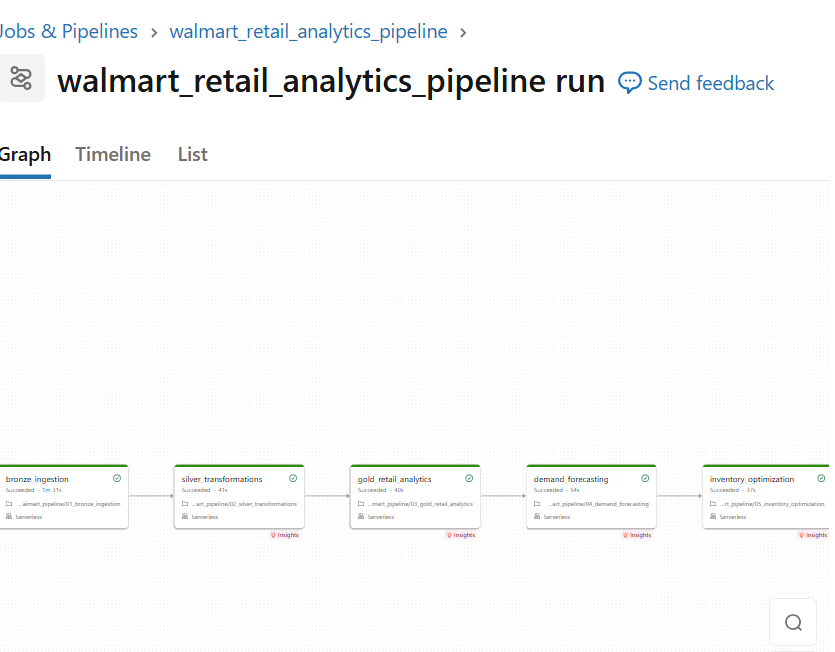 Jobs & Pipelines > walmart_retail_analytics_pipeline >
walmart_retail_analytics_pipeline run Send feedback
Graph Timeline List
bronze_ingestion
Succeeded · 1m 31s
...almart_pipeline/01_bronze_ingestion
Serverless
silver_transformations
Succeeded · 41s
...art_pipeline/02_silver_transformations
Serverless
Insights
gold_retail_analytics
Succeeded · 40s
...mart_pipeline/03_gold_retail_analytics
Serverless
Insights
demand_forecasting
Succeeded · 54s
...art_pipeline/04_demand_forecasting
Serverless
Insights
inventory_optimization
Succeeded · 37s
...rt_pipeline/05_inventory_optimization
Serverless
Insights